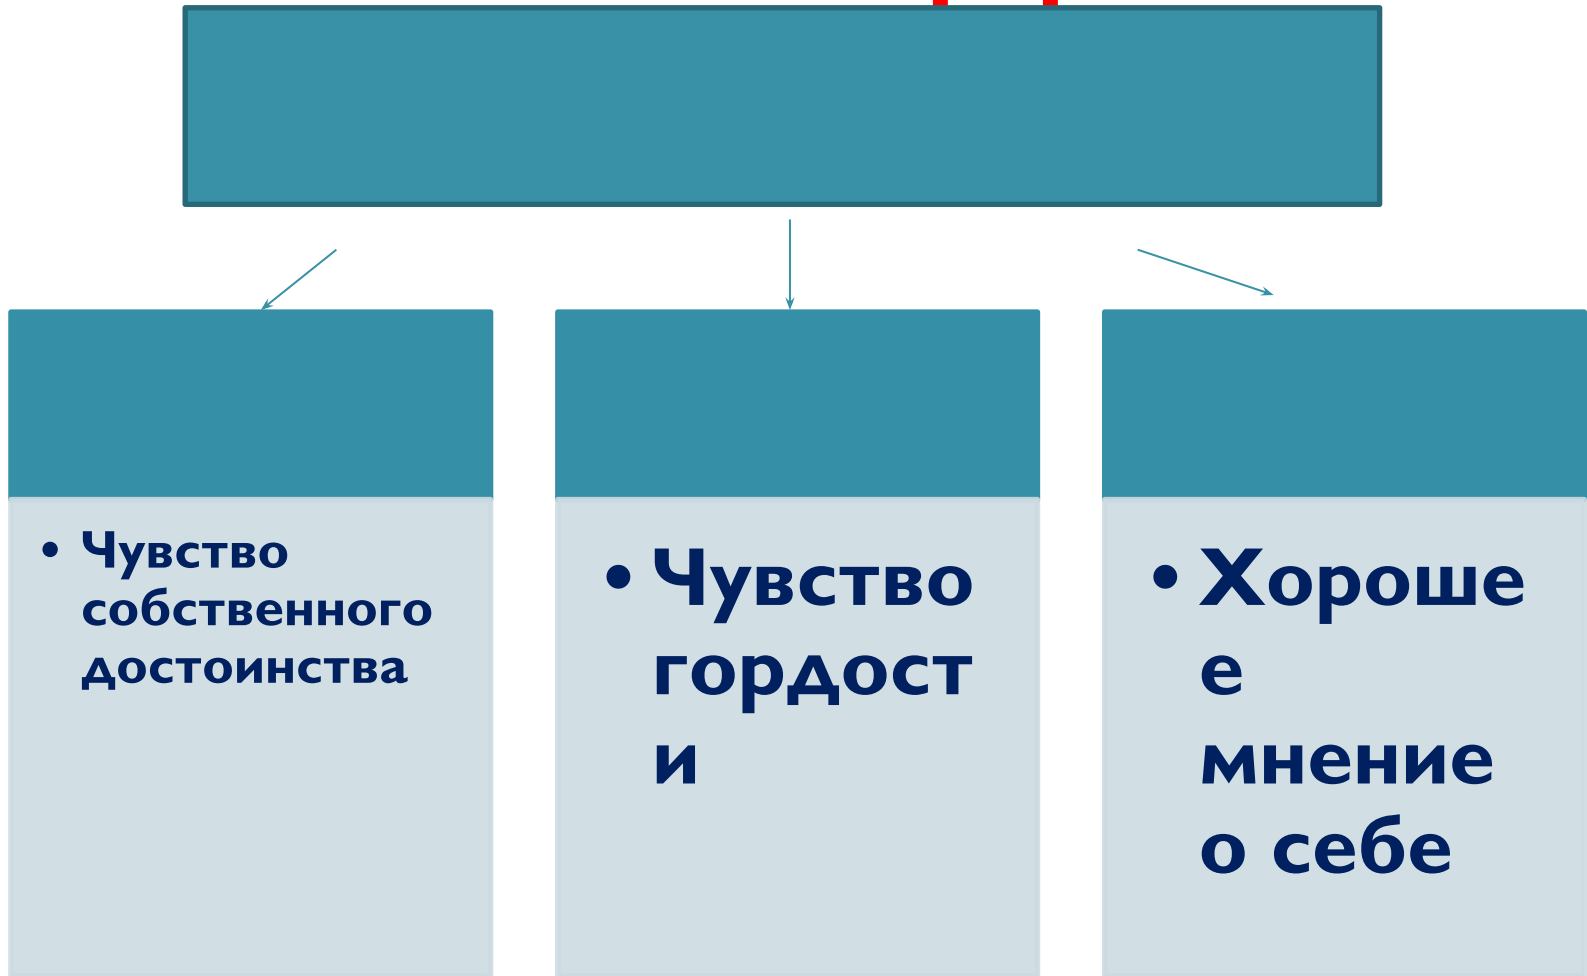 • Чувство
собственного
достоинства
• Чувство
гордост
и
• Хороше
е
мнение
о себе